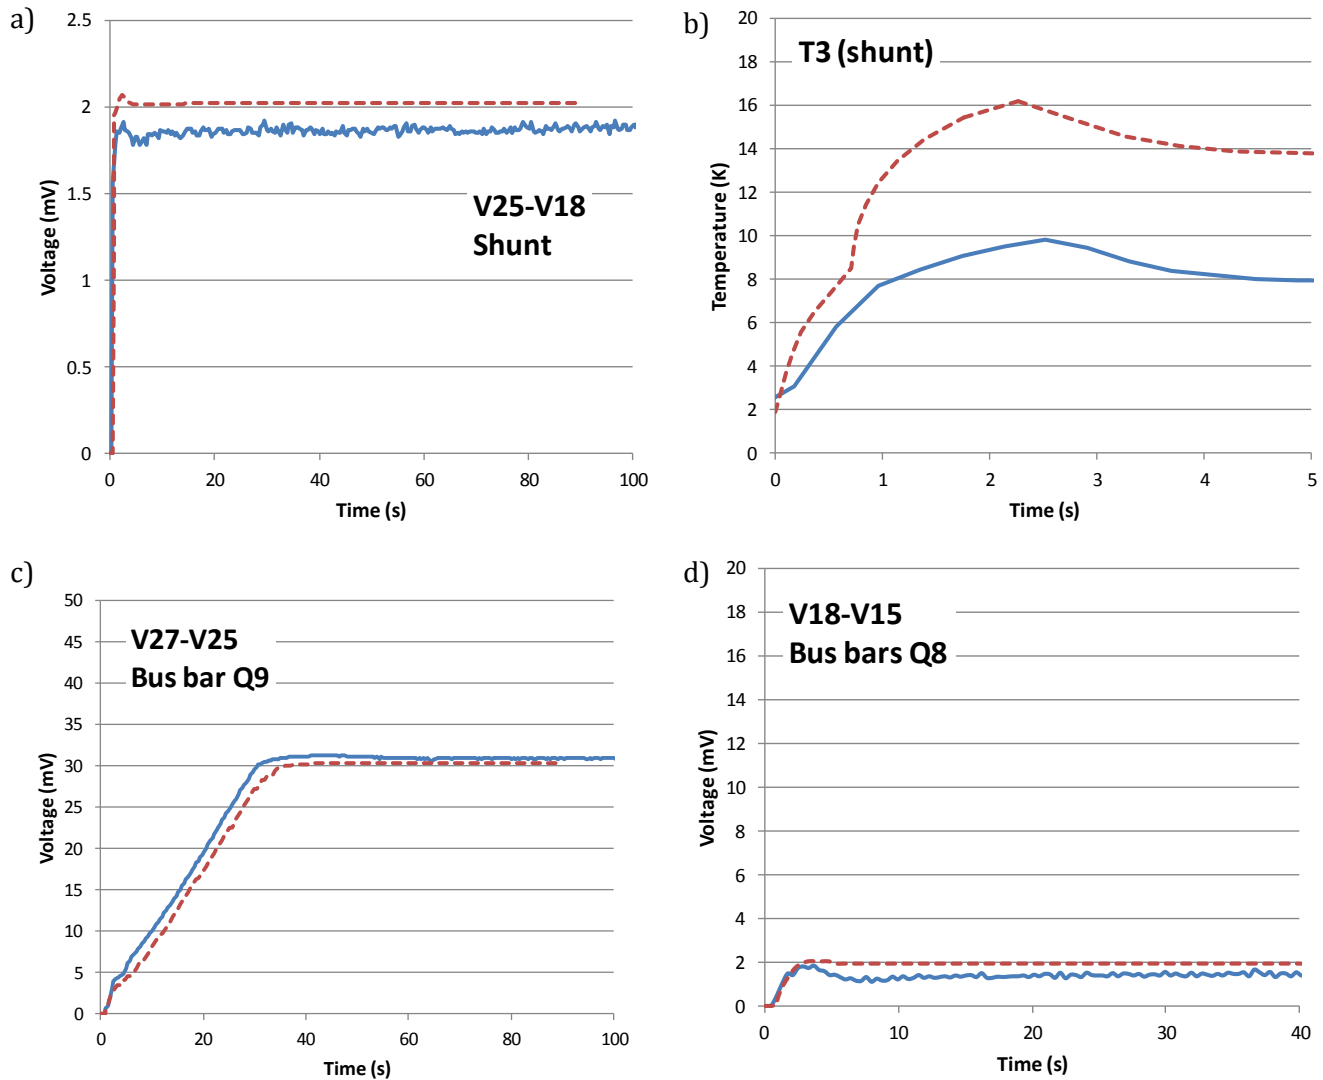 a)
2.5
2
1.5
1
0.5
0
Voltage (mV)
V25-V18
Shunt
0 20 40 60 80 100
Time (s)
b)
20
18
16
14
12
10
8
6
4
2
0
Temperature (K)
T3 (shunt)
0 1 2 3 4 5
Time (s)
c)
50
45
40
35
30
25
20
15
10
5
0
Voltage (mV)
V27-V25
Bus bar Q9
0 20 40 60 80 100
Time (s)
d)
20
18
16
14
12
10
8
6
4
2
0
Voltage (mV)
V18-V15
Bus bars Q8
0 10 20 30 40
Time (s)